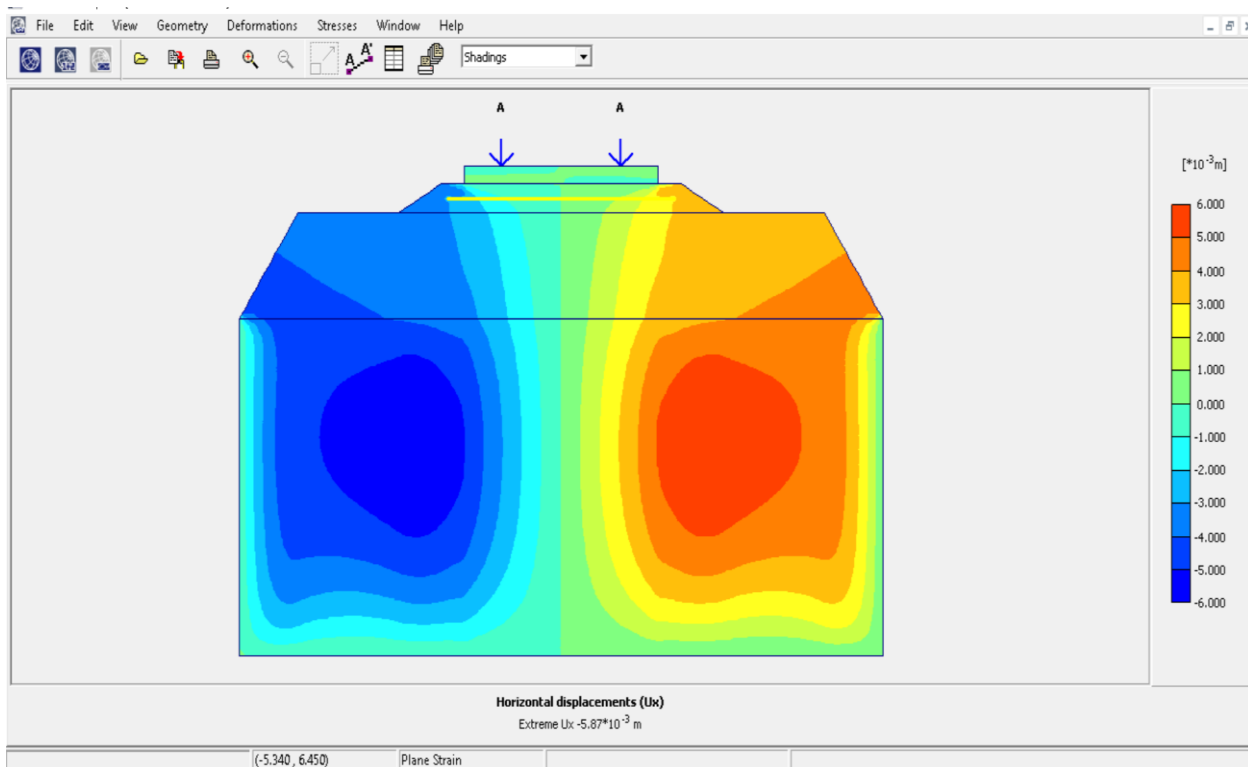 File Edit View Geometry Deformations Stresses Window Help
Shadings
A A
[*10-3m]
6.000
5.000
4.000
3.000
2.000
1.000
0.000
-1.000
-2.000
-3.000
-4.000
-5.000
-6.000
Horizontal displacements (Ux)
Extreme Ux -5.87*10-3 m
(-5.340 , 6.450) Plane Strain